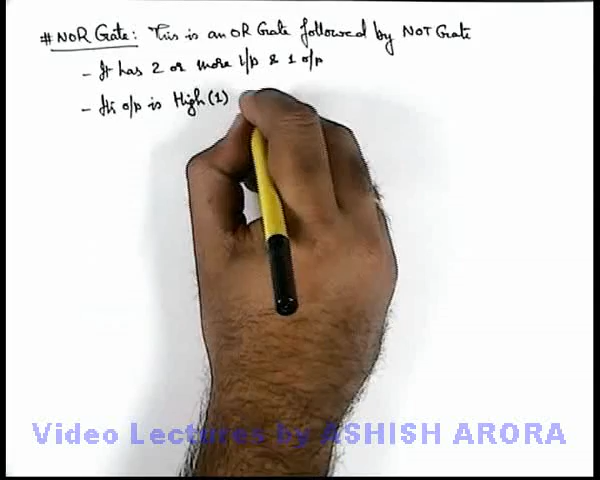 # NOR Gate: This is an OR Gate followed by NOT Gate
- It has 2 or more i/p & 1 o/p
- Its o/p is High (1)
Video Lectures by ASHISH ARORA